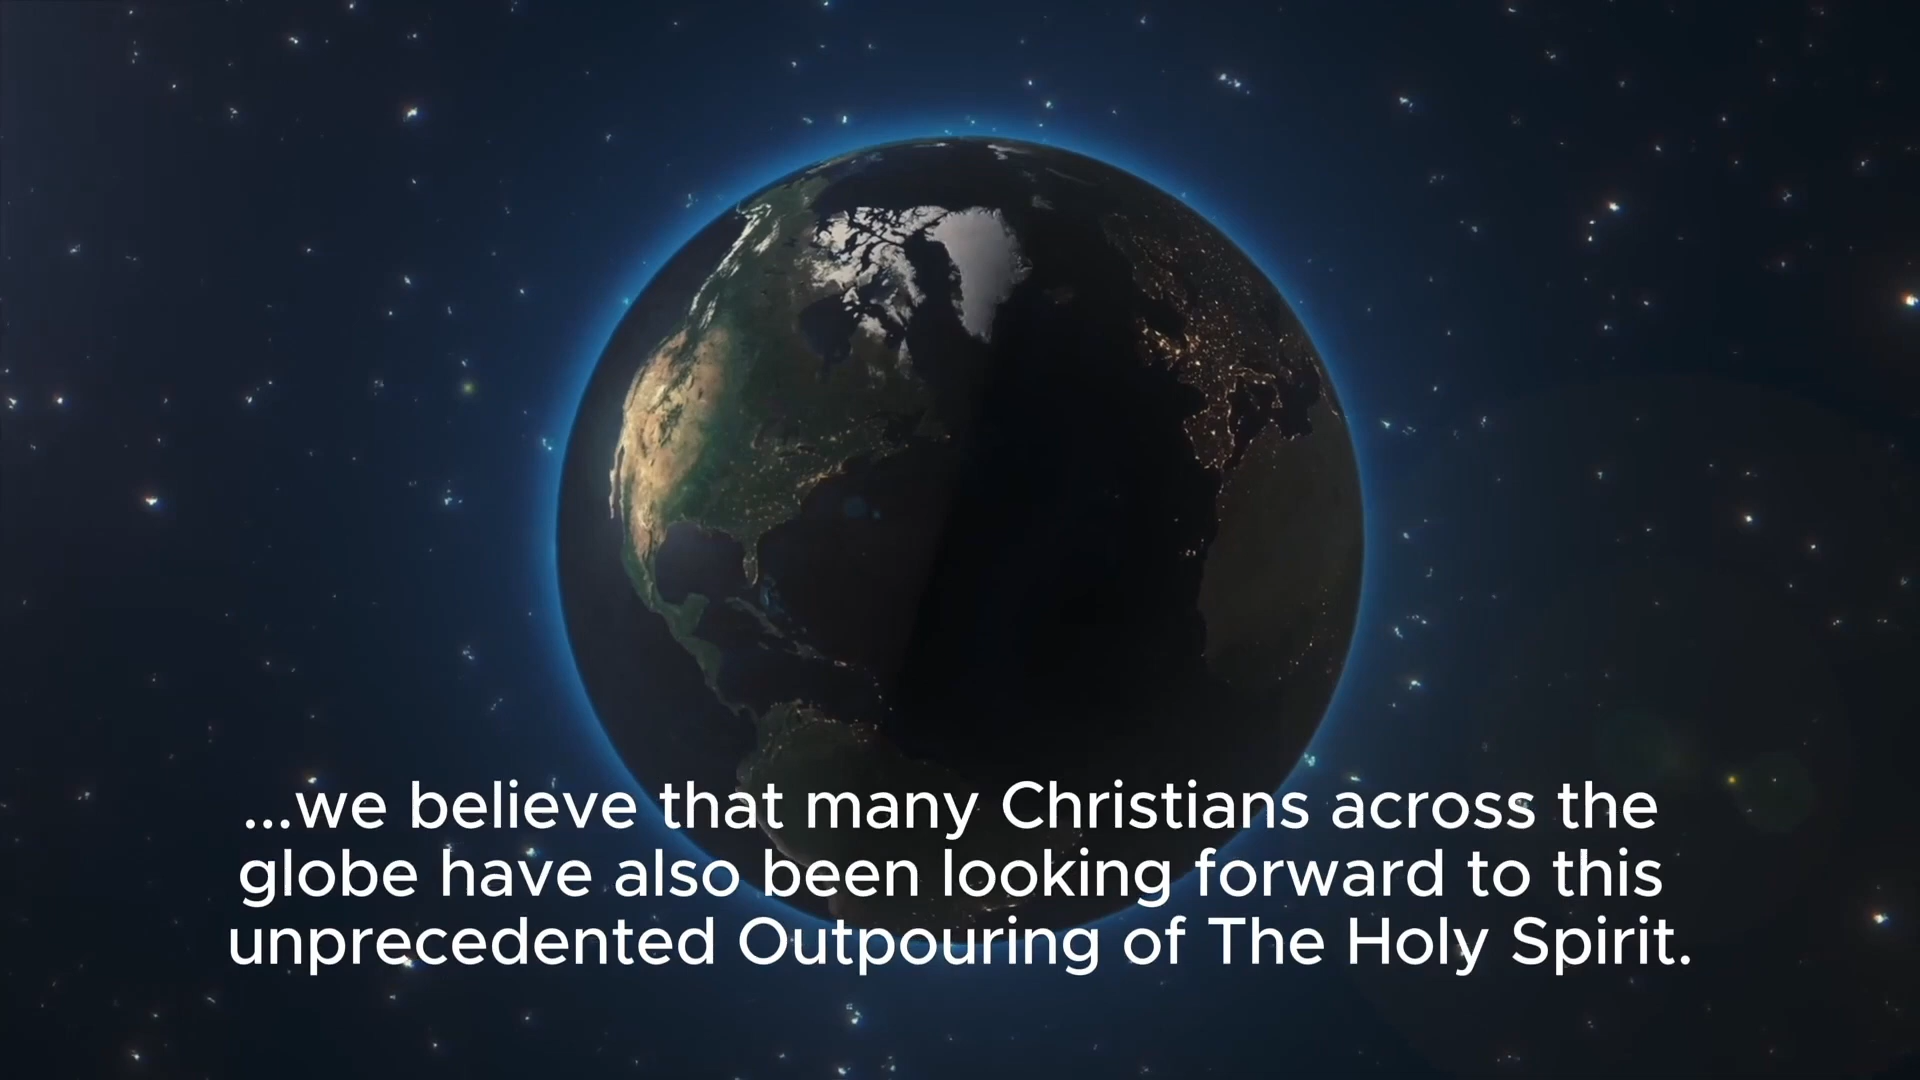 ...we believe that many Christians across the
globe have also been looking forward to this
unprecedented Outpouring of The Holy Spirit.